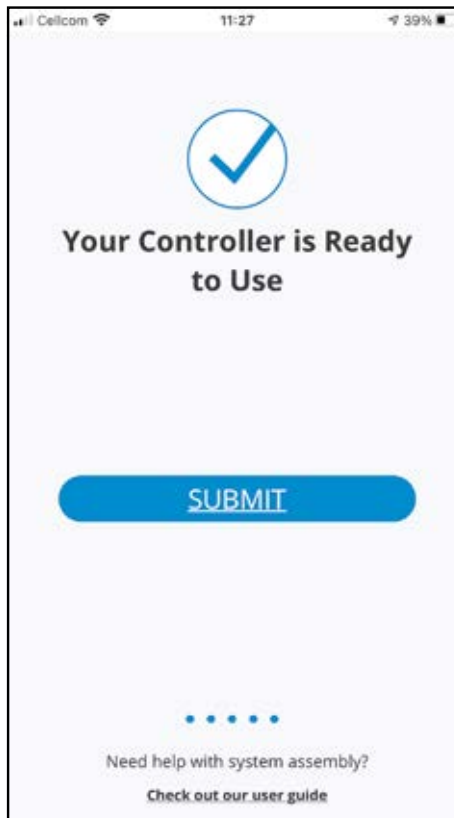 Cellcom 11:27 39%
Your Controller is Ready
to Use
SUBMIT
Need help with system assembly?
Check out our user guide